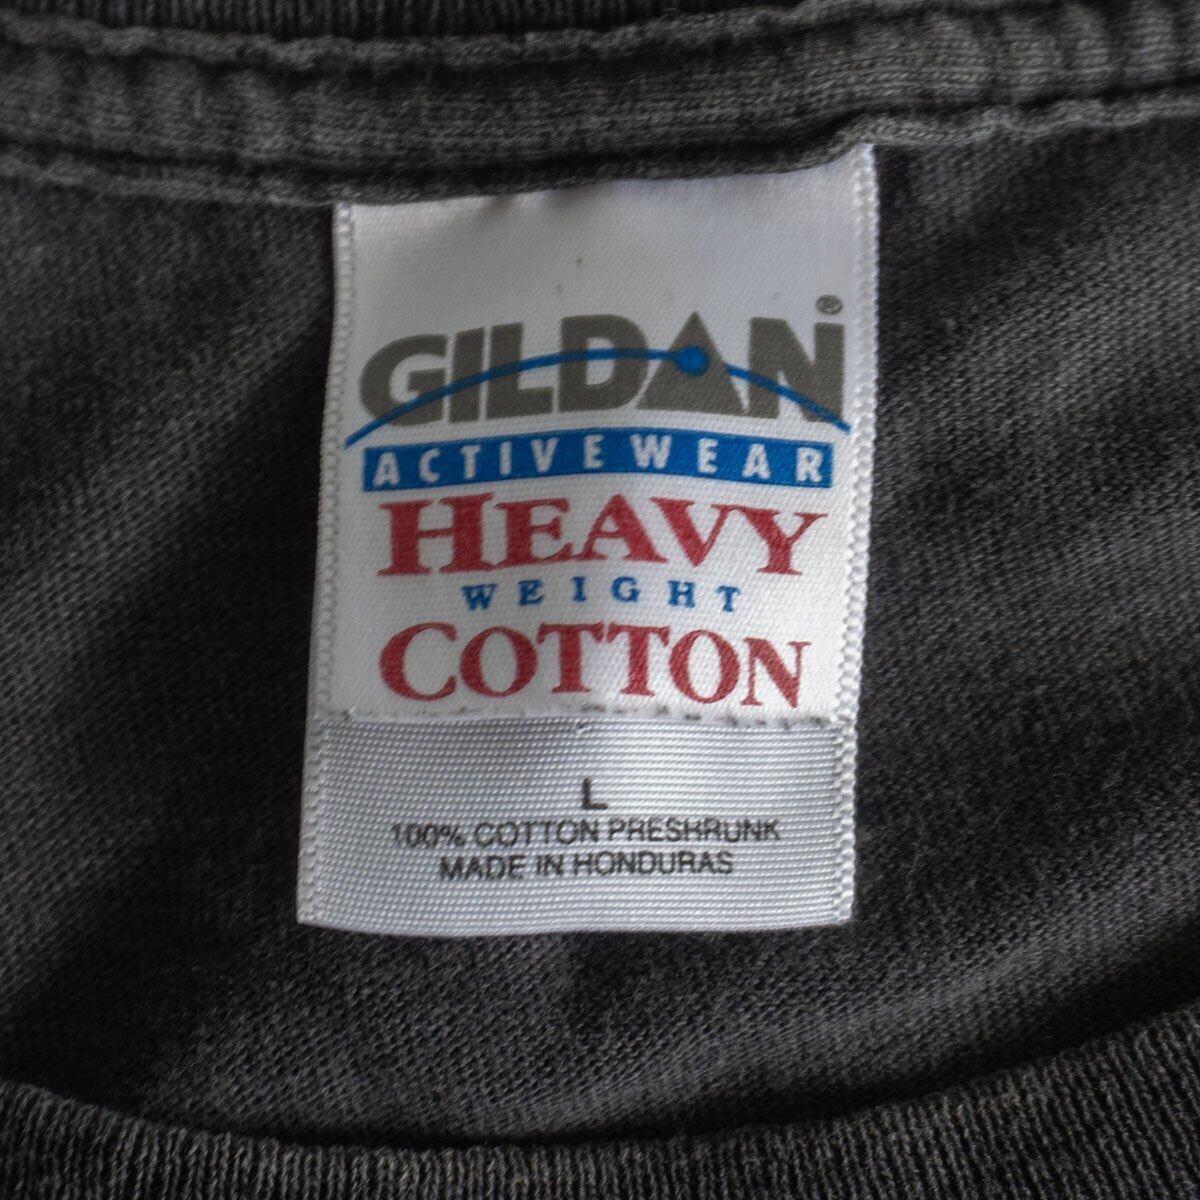 GILDAN®
ACTIVEWEAR
HEAVY
WEIGHT
COTTON
L
100% COTTON PRESHRUNK
MADE IN HONDURAS